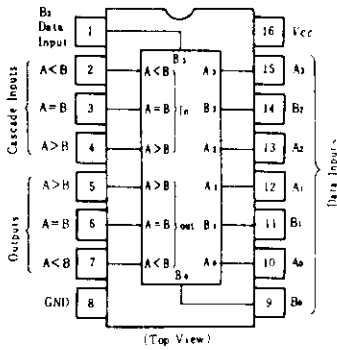 B₃
Data
Input
1
16
Vcc
B₃
Cascade Inputs
A<B
2
A<B
A₃
15
A₃
A=B
3
A=B
In
B₂
14
B₂
A>B
4
A>B
A₂
13
A₂
Outputs
A>B
5
A>B
A₁
12
A₁
A=B
6
A=B
out
B₁
11
B₁
A<B
7
A<B
A₀
10
A₀
Data Inputs
GND
8
B₀
9
B₀
(Top View)